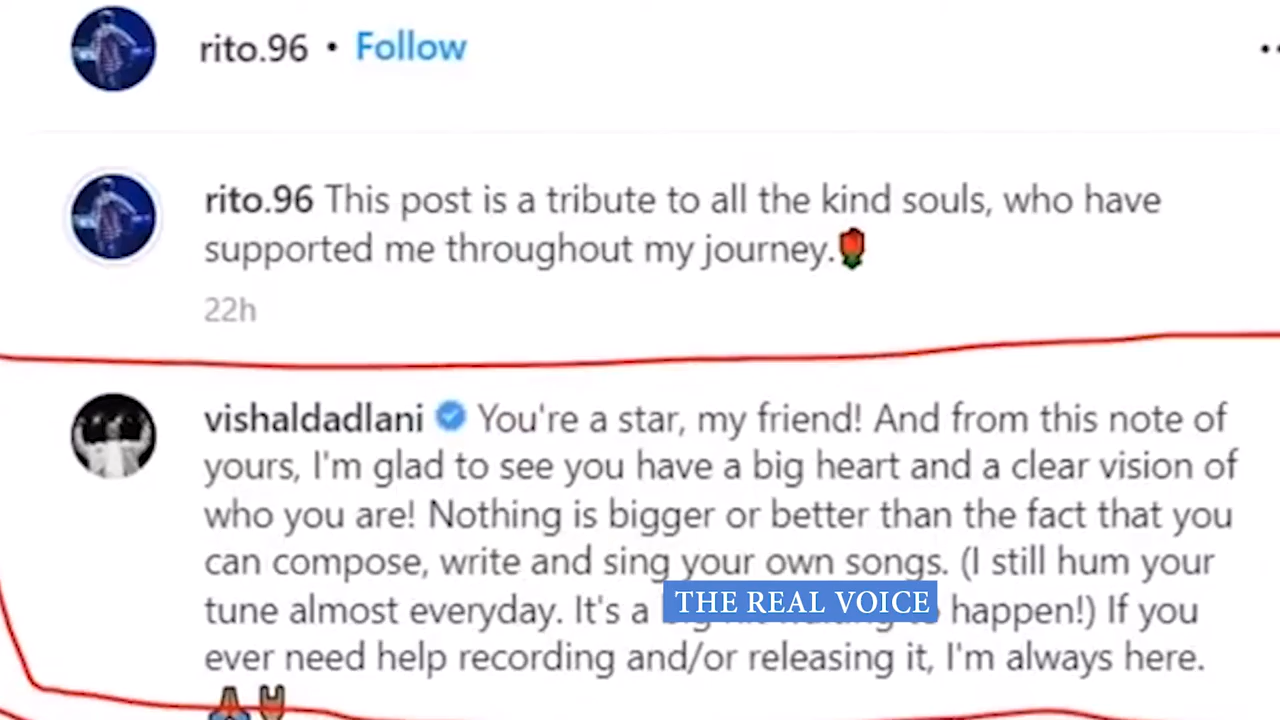 rito.96 • Follow
rito.96 This post is a tribute to all the kind souls, who have
supported me throughout my journey.🌹
22h
vishaldadlani You're a star, my friend! And from this note of
yours, I'm glad to see you have a big heart and a clear vision of
who you are! Nothing is bigger or better than the fact that you
can compose, write and sing your own songs. (I still hum your
tune almost everyday. It's a happen!) If you
THE REAL VOICE
ever need help recording and/or releasing it, I'm always here.